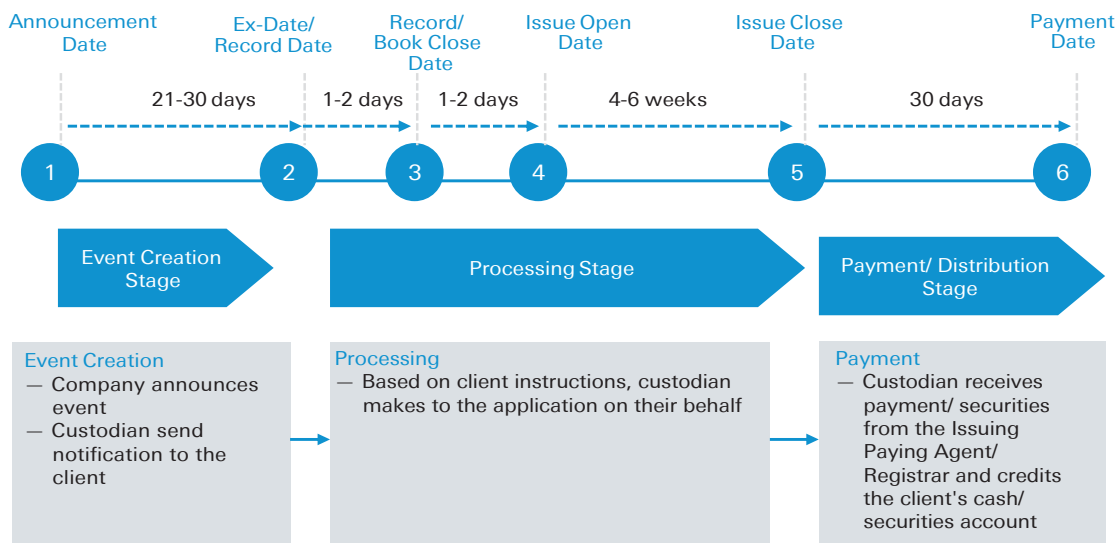 Announcement
Date
Ex-Date/
Record Date
Record/
Book Close
Date
Issue Open
Date
Issue Close
Date
Payment
Date
21-30 days
1-2 days
1-2 days
4-6 weeks
30 days
1
2
3
4
5
6
Event Creation
Stage
Processing Stage
Payment/ Distribution
Stage
Event Creation
— Company announces
event
— Custodian send
notification to the
client
Processing
— Based on client instructions, custodian
makes to the application on their behalf
Payment
— Custodian receives
payment/ securities
from the Issuing
Paying Agent/
Registrar and credits
the client's cash/
securities account